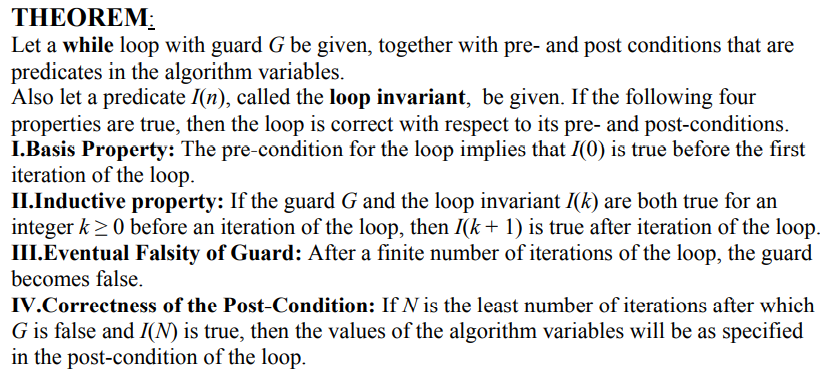 THEOREM:
Let a while loop with guard G be given, together with pre- and post conditions that are
predicates in the algorithm variables.
Also let a predicate I(n), called the loop invariant, be given. If the following four
properties are true, then the loop is correct with respect to its pre- and post-conditions.
I.Basis Property: The pre-condition for the loop implies that I(0) is true before the first
iteration of the loop.
II.Inductive property: If the guard G and the loop invariant I(k) are both true for an
integer k ≥ 0 before an iteration of the loop, then I(k + 1) is true after iteration of the loop.
III.Eventual Falsity of Guard: After a finite number of iterations of the loop, the guard
becomes false.
IV.Correctness of the Post-Condition: If N is the least number of iterations after which
G is false and I(N) is true, then the values of the algorithm variables will be as specified
in the post-condition of the loop.